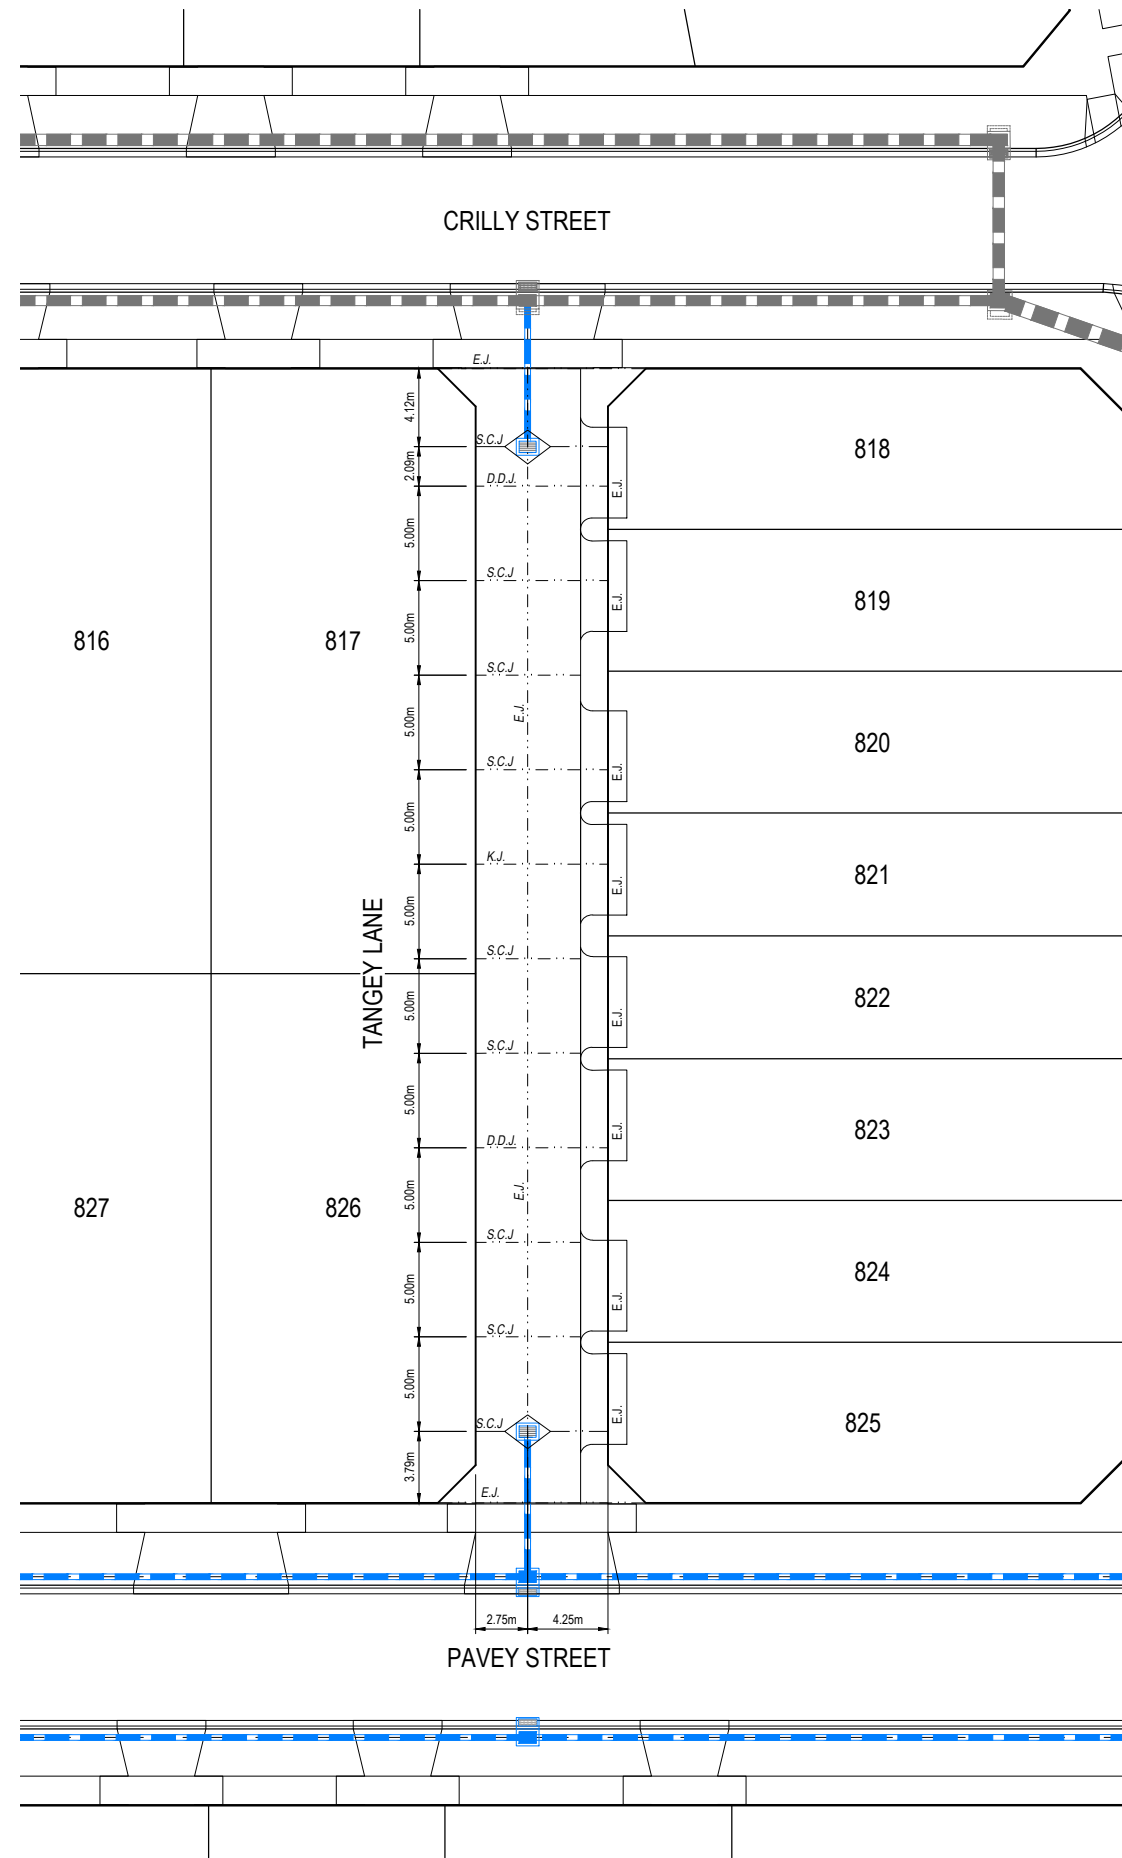 CRILLY STREET
E.J.
4.12m
S.C.J
818
2.09m
D.D.J.
E.J.
5.00m
S.C.J
819
E.J.
816
817
5.00m
S.C.J
E.J.
820
5.00m
S.C.J
E.J.
5.00m
K.J.
821
E.J.
5.00m
TANGEY LANE
S.C.J
822
5.00m
E.J.
S.C.J
5.00m
823
D.D.J.
E.J.
5.00m
E.J.
827
826
S.C.J
824
5.00m
E.J.
S.C.J
5.00m
S.C.J
E.J.
825
3.79m
E.J.
2.75m
4.25m
PAVEY STREET